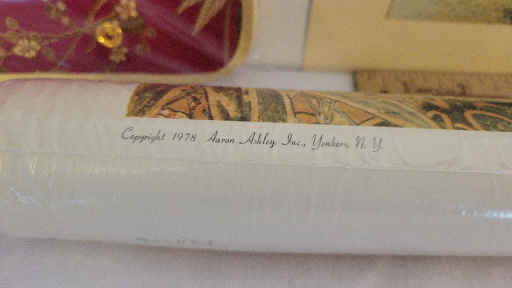 Copyright 1978 Aaron Ashley, Inc., Yonkers, N. Y.